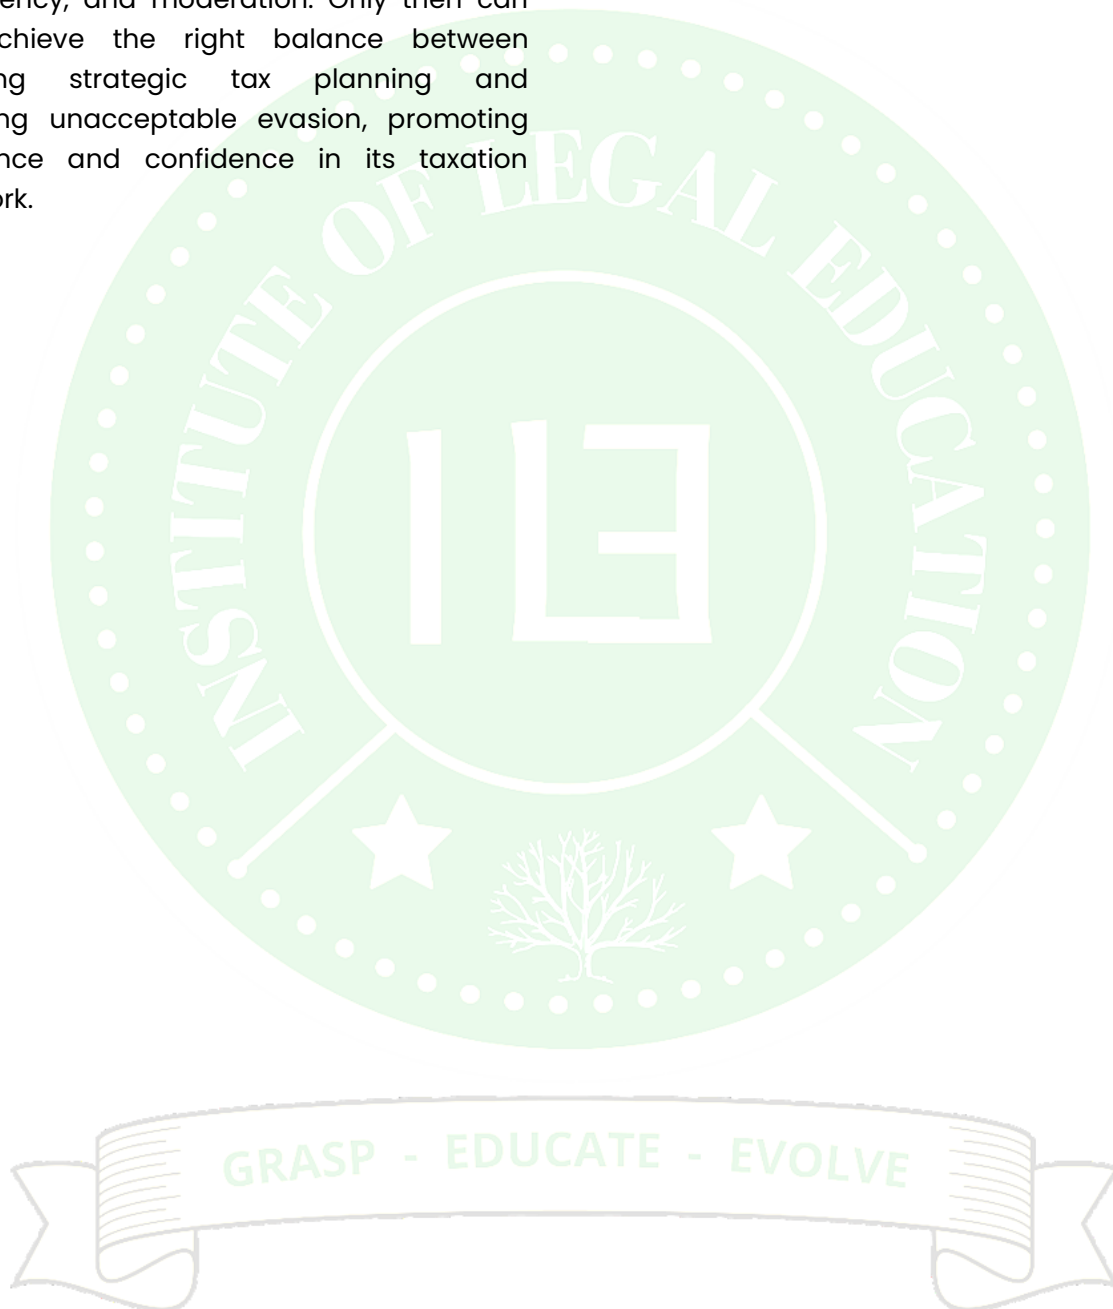 ency, and moderation. Only then can
chieve the right balance between
ng strategic tax planning and
ng unacceptable evasion, promoting
nce and confidence in its taxation
ork.
INSTITUTE OF LEGAL EDUCATION
ILE
GRASP - EDUCATE - EVOLVE